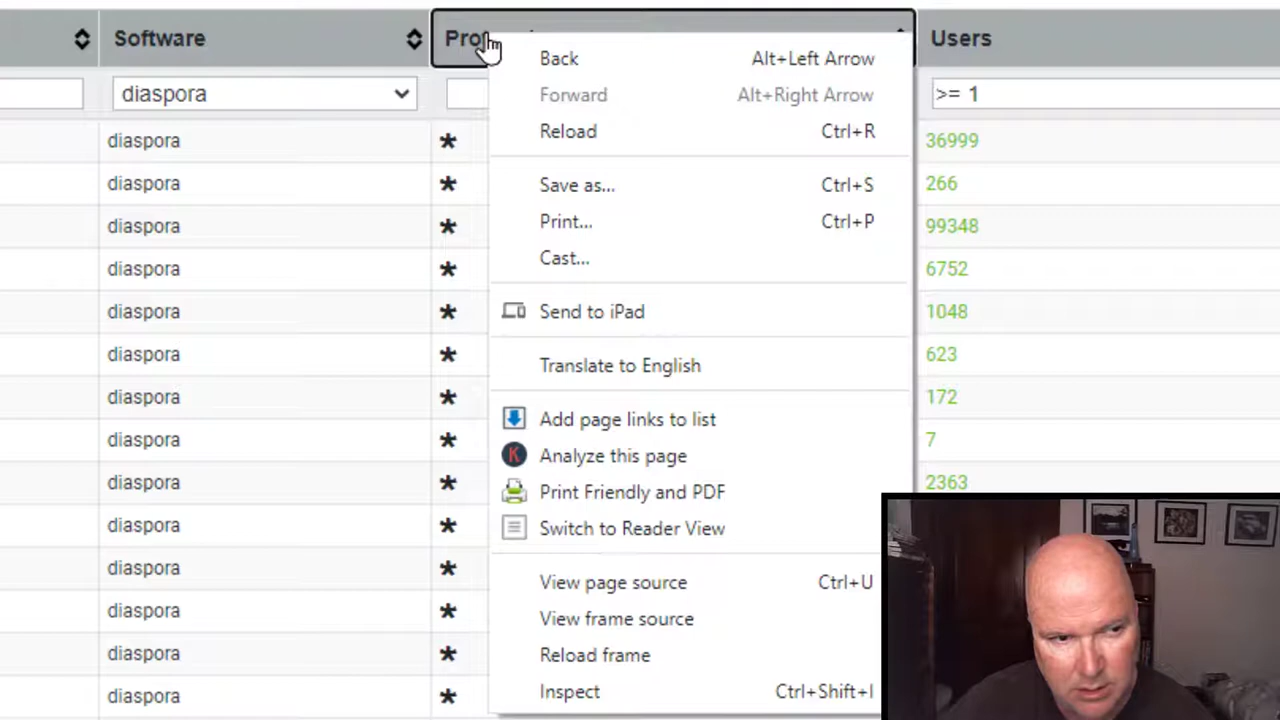 Software
Users
diaspora
>= 1
Back Alt+Left Arrow
Forward Alt+Right Arrow
Reload Ctrl+R
Save as... Ctrl+S
Print... Ctrl+P
Cast...
Send to iPad
Translate to English
Add page links to list
Analyze this page
Print Friendly and PDF
Switch to Reader View
View page source Ctrl+U
View frame source
Reload frame
Inspect Ctrl+Shift+I
diaspora * 36999
diaspora * 266
diaspora * 99348
diaspora * 6752
diaspora * 1048
diaspora * 623
diaspora * 172
diaspora * 7
diaspora * 2363
diaspora *
diaspora *
diaspora *
diaspora *
diaspora *